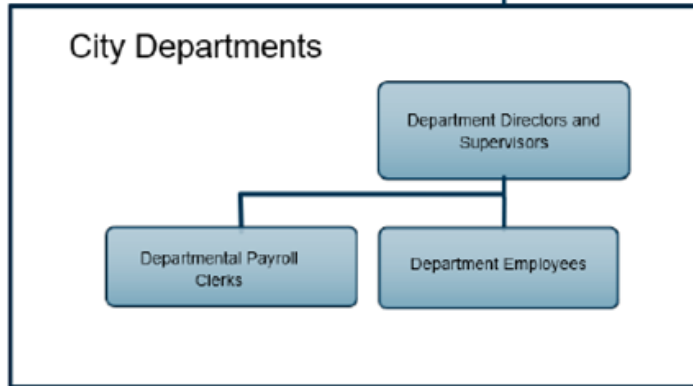 City Departments
Department Directors and
Supervisors
Departmental Payroll
Clerks
Department Employees